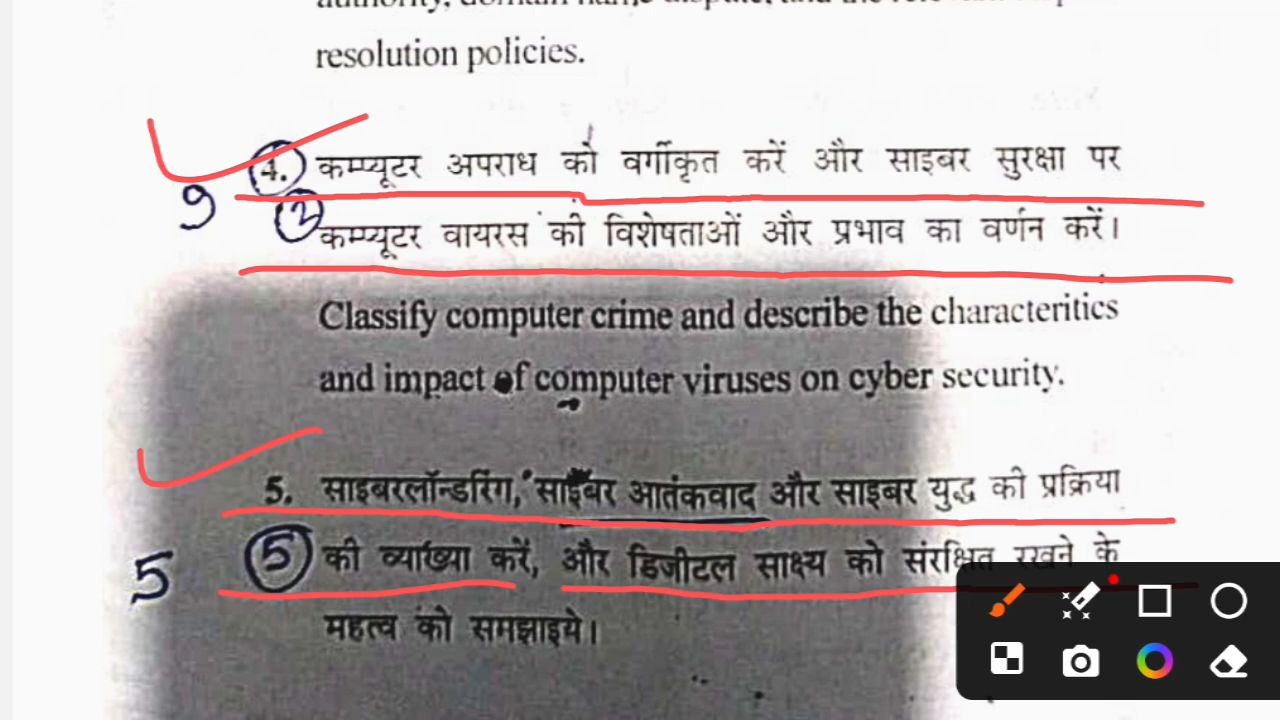 resolution policies.
4. कम्प्यूटर अपराध को वर्गीकृत करें और साइबर सुरक्षा पर
9 2 कम्प्यूटर वायरस की विशेषताओं और प्रभाव का वर्णन करें।
Classify computer crime and describe the characteritics
and impact of computer viruses on cyber security.
5. साइबरलॉन्डरिंग, साईबर आतंकवाद और साइबर युद्ध की प्रक्रिया
5 5 की व्याख्या करें, और डिजीटल साक्ष्य को संरक्षित रखने के
महत्व को समझाइये।